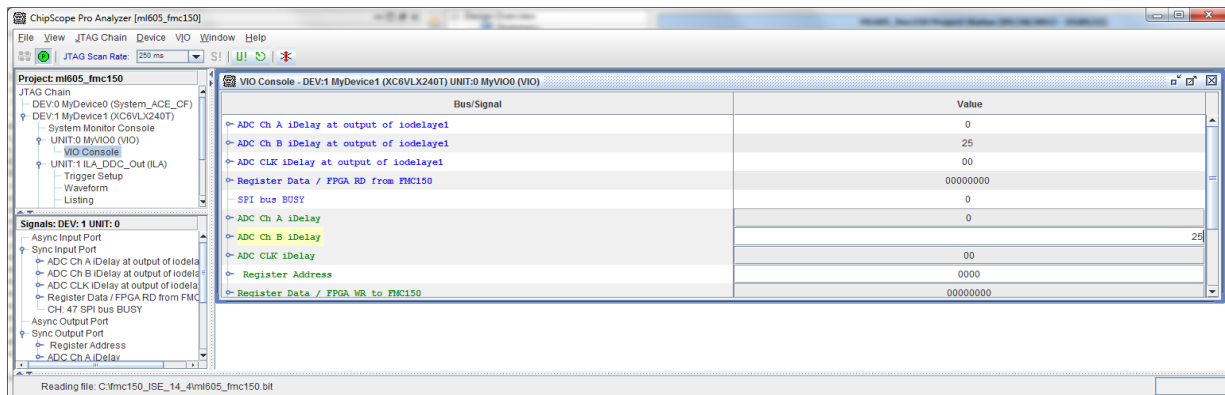 ChipScope Pro Analyzer [ml605_fmc150]
File View JTAG Chain Device VIO Window Help
JTAG Scan Rate: 250 ms S! U!
Project: ml605_fmc150
JTAG Chain
DEV:0 MyDevice0 (System_ACE_CF)
DEV:1 MyDevice1 (XC6VLX240T)
System Monitor Console
UNIT:0 MyVIO0 (VIO)
VIO Console
UNIT:1 ILA_DDC_Out (ILA)
Trigger Setup
Waveform
Listing
Signals: DEV: 1 UNIT: 0
Async Input Port
Sync Input Port
ADC Ch A iDelay at output of iodela
ADC Ch B iDelay at output of iodela
ADC CLK iDelay at output of iodela
Register Data / FPGA RD from FMC
CH: 47 SPI bus BUSY
Async Output Port
Sync Output Port
Register Address
ADC Ch A iDelay
VIO Console - DEV:1 MyDevice1 (XC6VLX240T) UNIT:0 MyVIO0 (VIO)
Bus/Signal Value
ADC Ch A iDelay at output of iodelaye1 0
ADC Ch B iDelay at output of iodelaye1 25
ADC CLK iDelay at output of iodelaye1 00
Register Data / FPGA RD from FMC150 00000000
SPI bus BUSY 0
ADC Ch A iDelay 0
ADC Ch B iDelay 25
ADC CLK iDelay 00
Register Address 0000
Register Data / FPGA WR to FMC150 00000000
Reading file: C:\fmc150_ISE_14_4\ml605_fmc150.bit